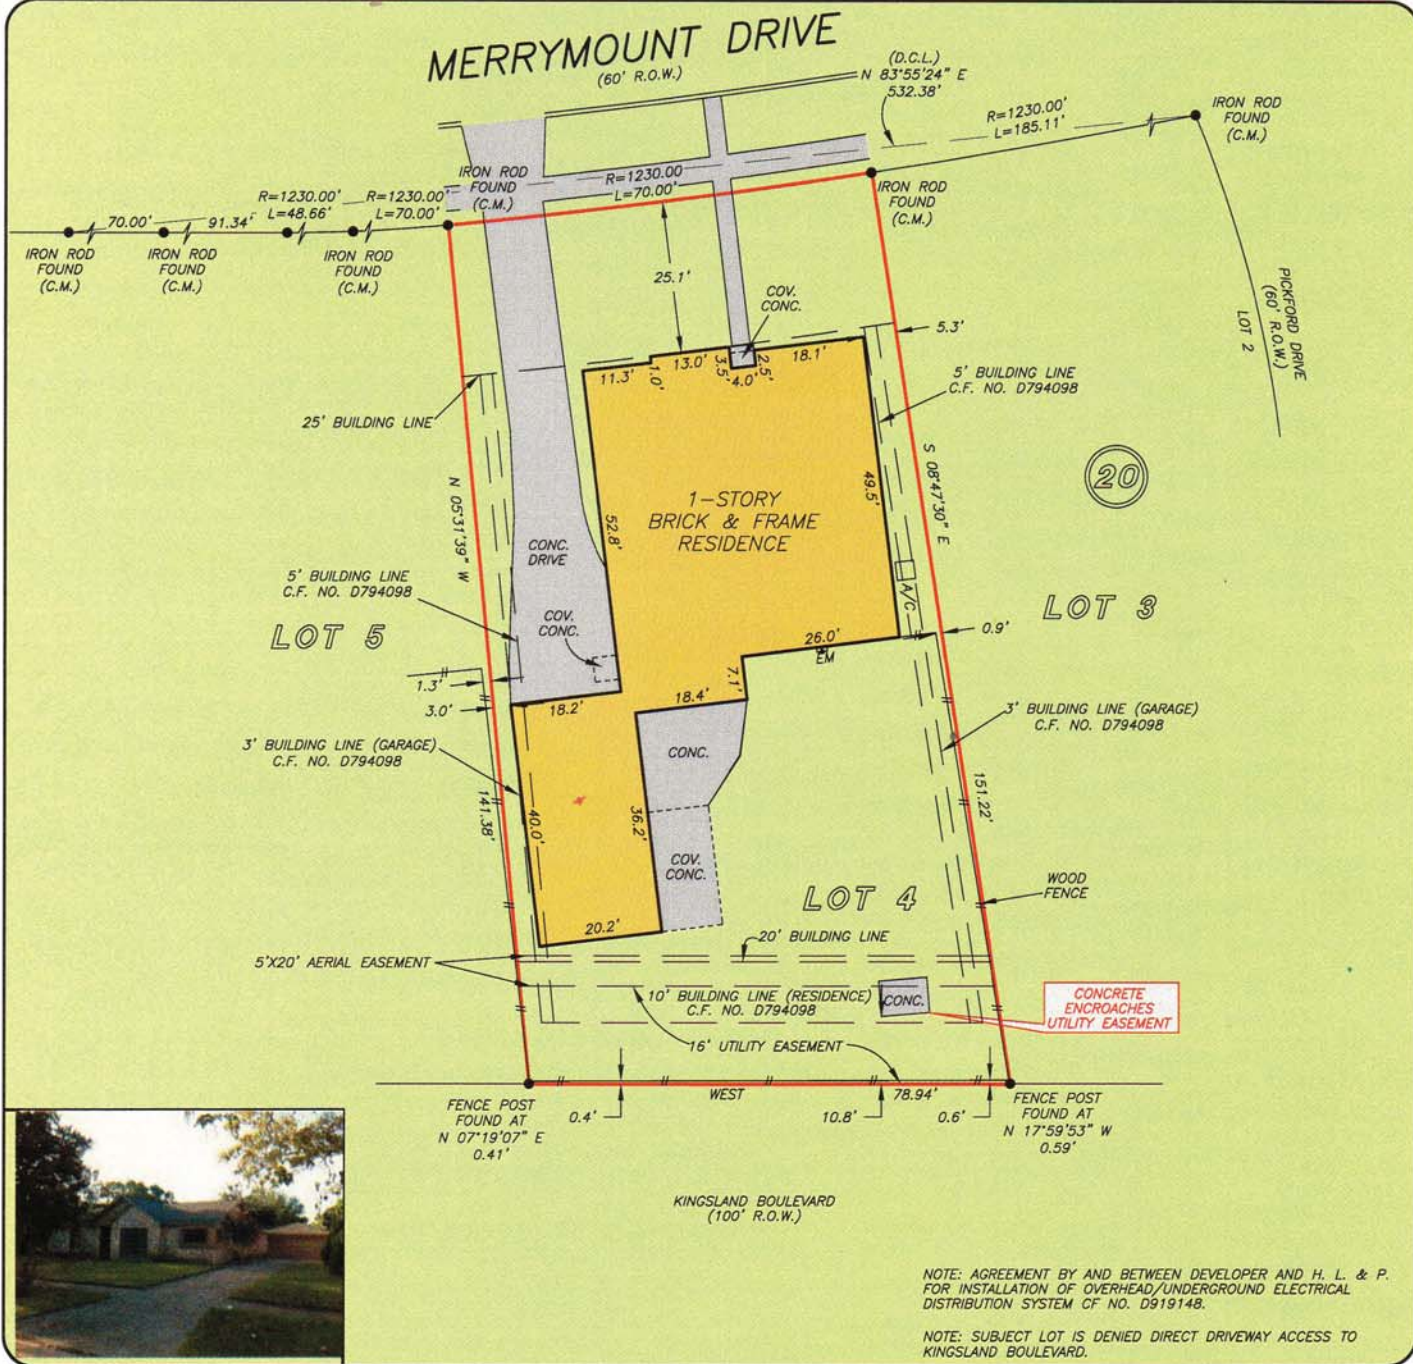 MERRYMOUNT DRIVE
(60' R.O.W.)
(D.C.L.)
N 83°55'24" E
532.38'
R=1230.00'
L=185.11'
IRON ROD
FOUND
(C.M.)
IRON ROD
FOUND
(C.M.)
R=1230.00
L=70.00'
IRON ROD
FOUND
(C.M.)
R=1230.00'
L=48.66'
R=1230.00'
L=70.00'
70.00'
91.34'
IRON ROD
FOUND
(C.M.)
IRON ROD
FOUND
(C.M.)
IRON ROD
FOUND
(C.M.)
25.1'
COV.
CONC.
5.3'
PICKFORD DRIVE
(60' R.O.W.)
LOT 2
11.3'
1.0'
13.0'
3.5'
4.0'
2.5'
18.1'
5' BUILDING LINE
C.F. NO. D794098
25' BUILDING LINE
N 05°31'39" W
S 08°47'30" E
20
1-STORY
BRICK & FRAME
RESIDENCE
49.5'
52.8'
CONC.
DRIVE
5' BUILDING LINE
C.F. NO. D794098
A/C
LOT 3
COV.
CONC.
LOT 5
0.9'
26.0'
EM
7.1'
1.3'
3.0'
18.2'
18.4'
3' BUILDING LINE (GARAGE)
C.F. NO. D794098
3' BUILDING LINE (GARAGE)
C.F. NO. D794098
CONC.
141.38'
40.0'
36.2'
151.22'
COV.
CONC.
LOT 4
WOOD
FENCE
20.2'
20' BUILDING LINE
5'X20' AERIAL EASEMENT
10' BUILDING LINE (RESIDENCE)
C.F. NO. D794098
CONC.
CONCRETE
ENCROACHES
UTILITY EASEMENT
16' UTILITY EASEMENT
WEST
78.94'
FENCE POST
FOUND AT
N 07°19'07" E
0.41'
0.4'
10.8'
0.6'
FENCE POST
FOUND AT
N 17°59'53" W
0.59'
KINGSLAND BOULEVARD
(100' R.O.W.)
NOTE: AGREEMENT BY AND BETWEEN DEVELOPER AND H. L. & P.
FOR INSTALLATION OF OVERHEAD/UNDERGROUND ELECTRICAL
DISTRIBUTION SYSTEM CF NO. D919148.
NOTE: SUBJECT LOT IS DENIED DIRECT DRIVEWAY ACCESS TO
KINGSLAND BOULEVARD.